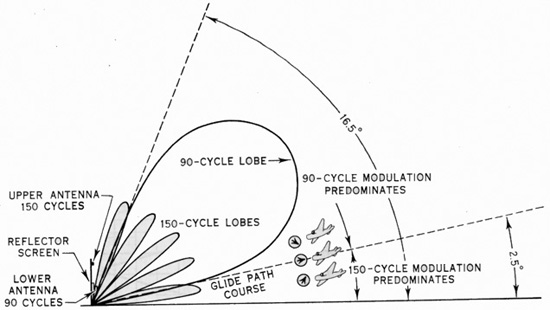 16.5°
90-CYCLE LOBE
90-CYCLE MODULATION
PREDOMINATES
UPPER ANTENNA
150 CYCLES
150-CYCLE LOBES
REFLECTOR
SCREEN
LOWER
ANTENNA
90 CYCLES
GLIDE PATH
COURSE
150-CYCLE MODULATION
PREDOMINATES
2.5°